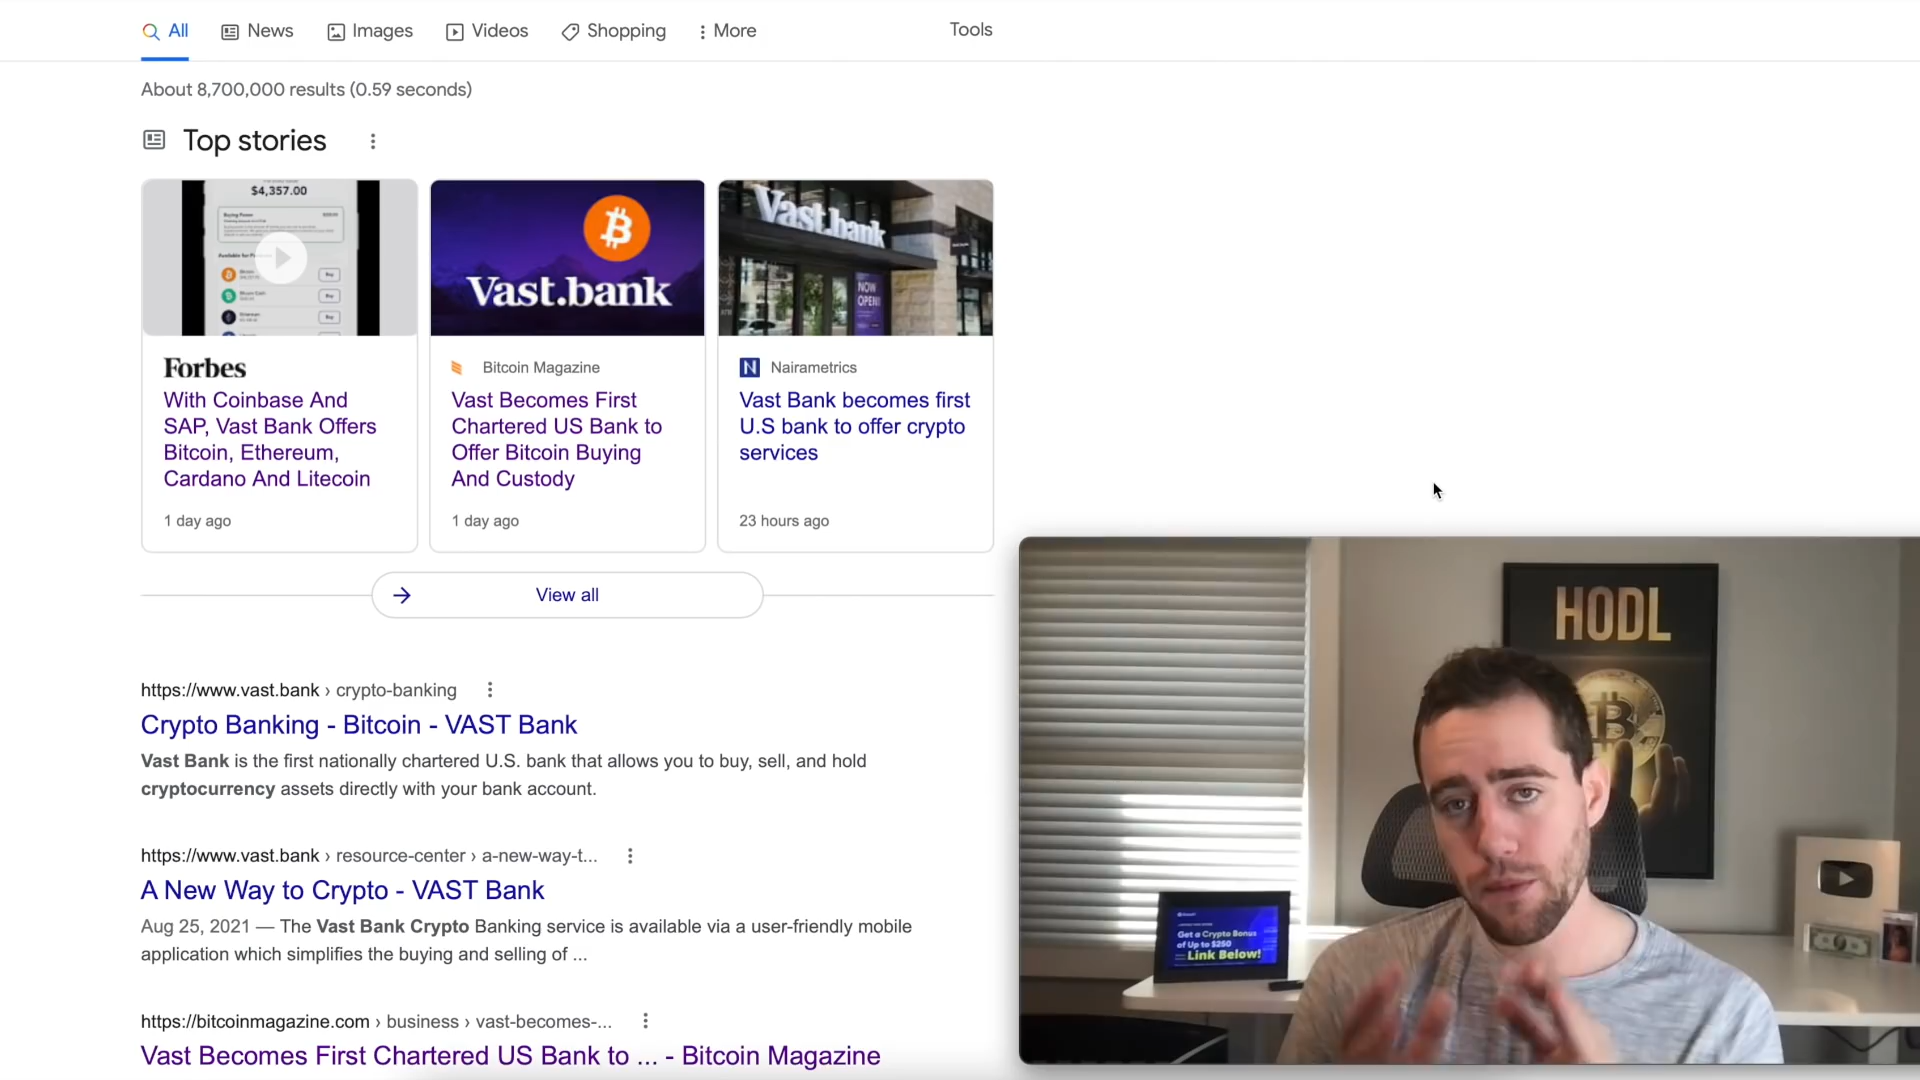 All News Images Videos Shopping More Tools
About 8,700,000 results (0.59 seconds)
Top stories
$4,357.00
Buying Power
Vast.bank
Vast.bank
NOW
OPEN!
Forbes
With Coinbase And
SAP, Vast Bank Offers
Bitcoin, Ethereum,
Cardano And Litecoin
1 day ago
Bitcoin Magazine
Vast Becomes First
Chartered US Bank to
Offer Bitcoin Buying
And Custody
1 day ago
N Nairametrics
Vast Bank becomes first
U.S bank to offer crypto
services
23 hours ago
View all
https://www.vast.bank › crypto-banking
Crypto Banking - Bitcoin - VAST Bank
Vast Bank is the first nationally chartered U.S. bank that allows you to buy, sell, and hold
cryptocurrency assets directly with your bank account.
https://www.vast.bank › resource-center › a-new-way-t...
A New Way to Crypto - VAST Bank
Aug 25, 2021 — The Vast Bank Crypto Banking service is available via a user-friendly mobile
application which simplifies the buying and selling of ...
https://bitcoinmagazine.com › business › vast-becomes-...
Vast Becomes First Chartered US Bank to ... - Bitcoin Magazine
HODL
Get a Crypto Bonus
of Up to $250
Link Below!